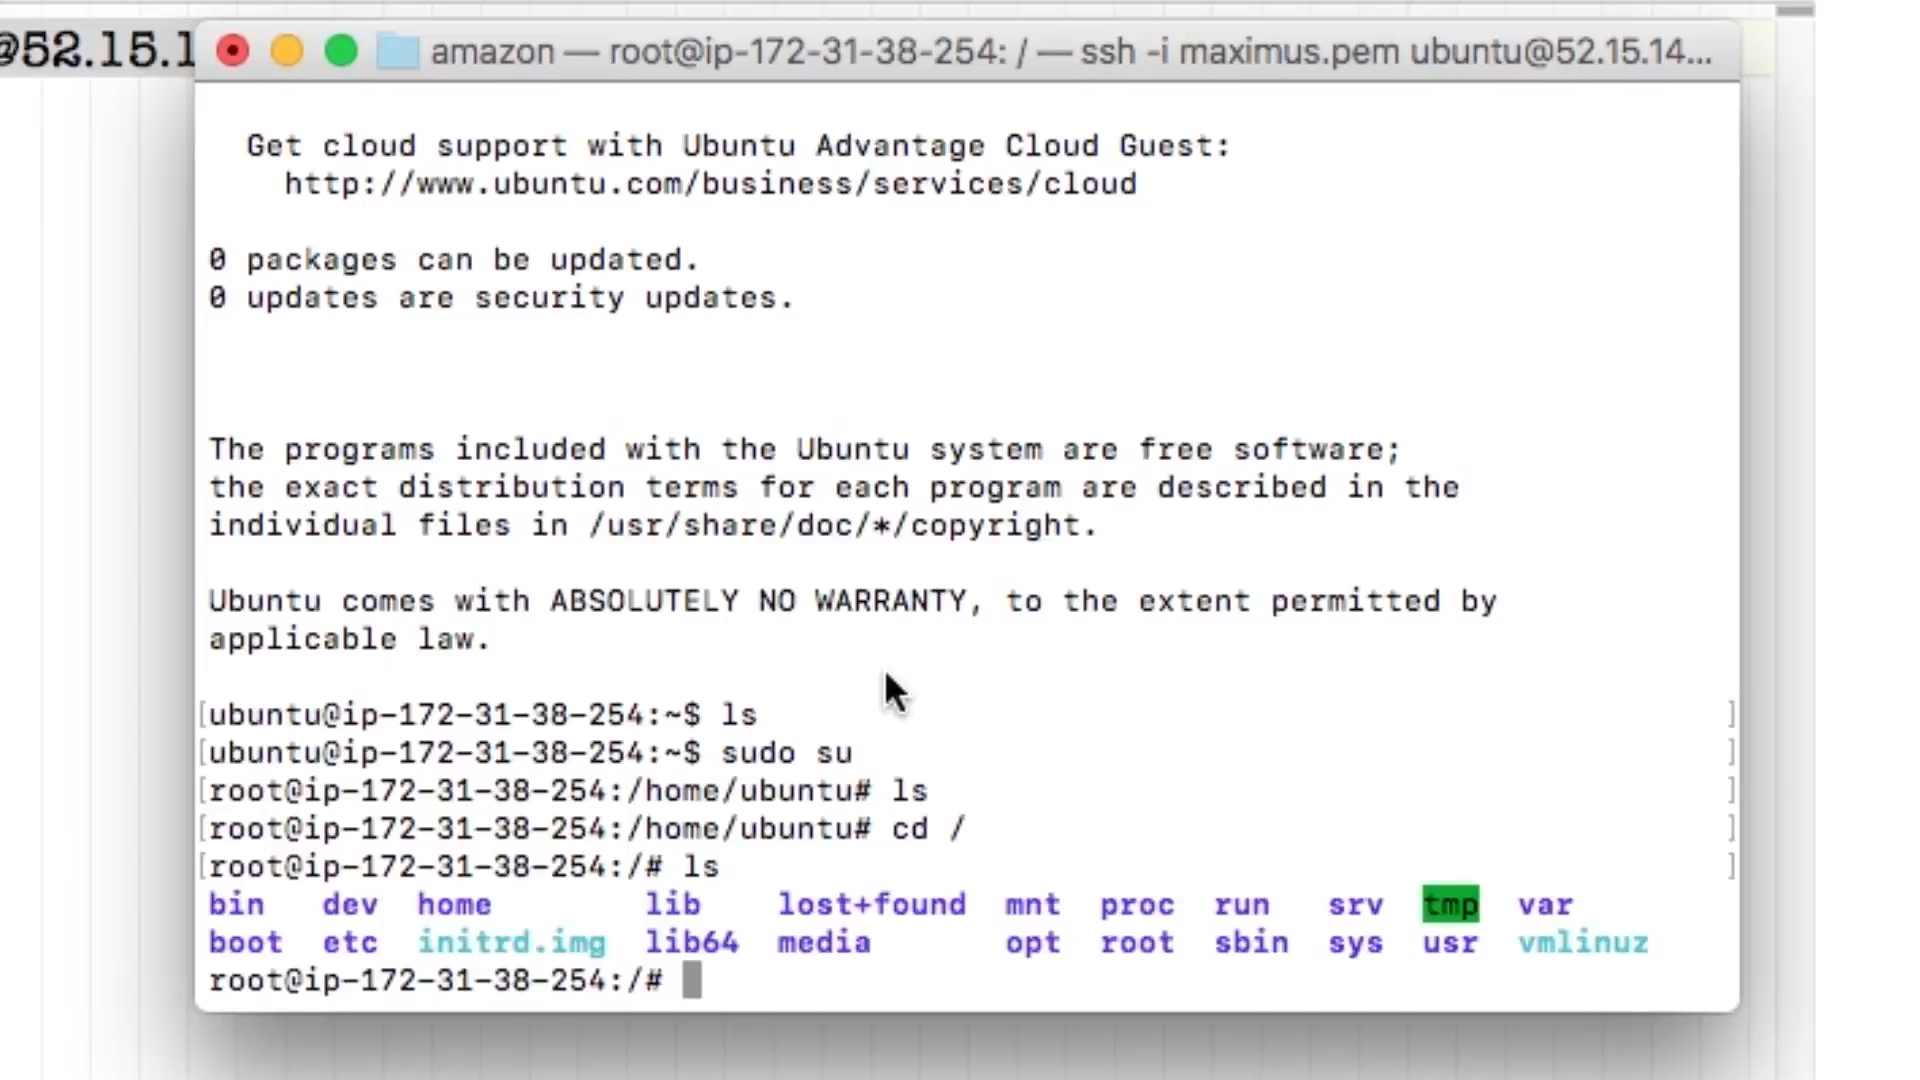 @52.15.1
amazon — root@ip-172-31-38-254: / — ssh -i maximus.pem ubuntu@52.15.14...
Get cloud support with Ubuntu Advantage Cloud Guest:
http://www.ubuntu.com/business/services/cloud
0 packages can be updated.
0 updates are security updates.
The programs included with the Ubuntu system are free software;
the exact distribution terms for each program are described in the
individual files in /usr/share/doc/*/copyright.
Ubuntu comes with ABSOLUTELY NO WARRANTY, to the extent permitted by
applicable law.
[ubuntu@ip-172-31-38-254:~$ ls ]
[ubuntu@ip-172-31-38-254:~$ sudo su ]
[root@ip-172-31-38-254:/home/ubuntu# ls ]
[root@ip-172-31-38-254:/home/ubuntu# cd / ]
[root@ip-172-31-38-254:/# ls ]
bin dev home lib lost+found mnt proc run srv tmp var
boot etc initrd.img lib64 media opt root sbin sys usr vmlinuz
root@ip-172-31-38-254:/#